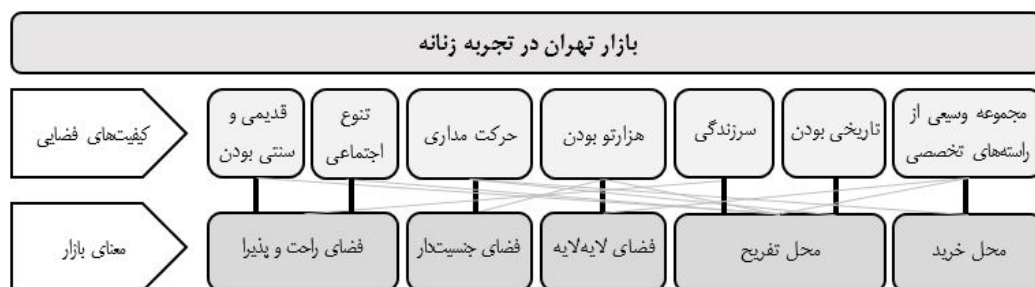 بازار تهران در تجربه زنانه
کیفیت‌های فضایی
قدیمی و
سنتی بودن
تنوع
اجتماعی
حرکت مداری
هزارتو بودن
سرزندگی
تاریخی بودن
مجموعه وسیعی از
راسته‌های تخصصی
معنای بازار
فضای راحت و پذیرا
فضای جنسیت‌دار
فضای لایه‌لایه
محل تفریح
محل خرید